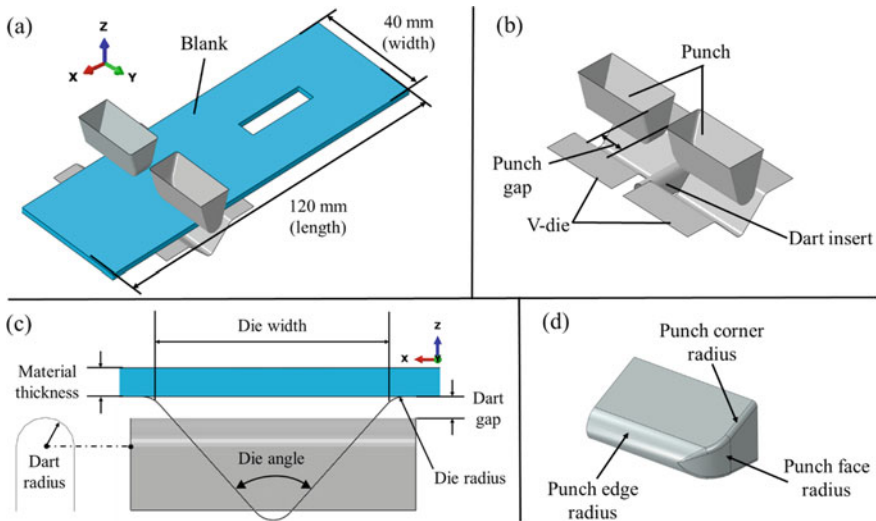 (a)
Z
X
Y
Blank
40 mm
(width)
120 mm
(length)
(b)
Punch
Punch
gap
V-die
Dart insert
(c)
Die width
Z
X
Y
Material
thickness
Dart
gap
Dart
radius
Die angle
Die radius
(d)
Punch corner
radius
Punch edge
radius
Punch face
radius